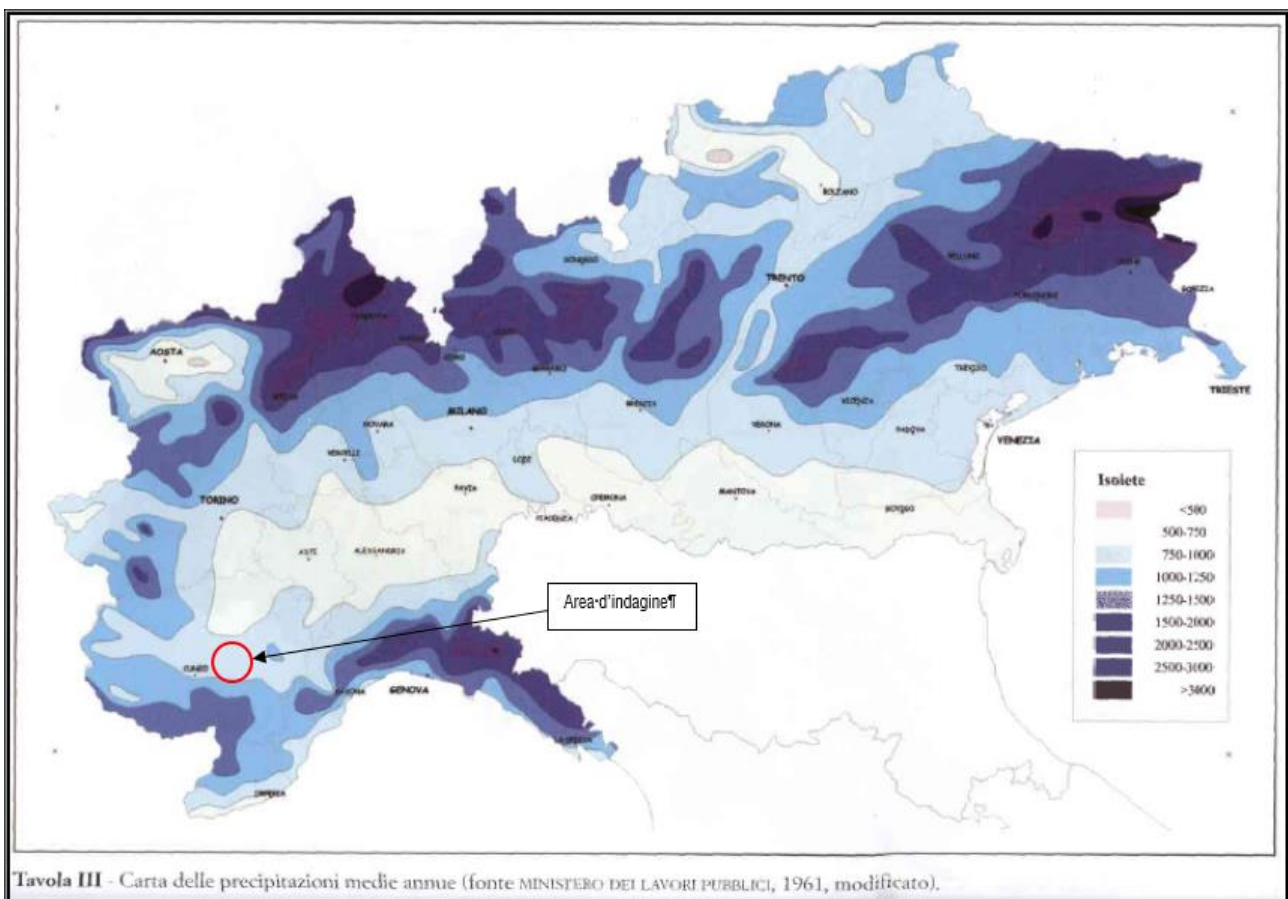 BOLZANO
SONDRIO
TRENTO
BELLUNO
UDINE
PORDENONE
GORIZIA
AOSTA
COMO
BERGAMO
TREVISO
TRIESTE
MILANO
BRESCIA
VICENZA
NOVARA
VERONA
PADOVA
VENEZIA
VERCELLI
LODI
PAVIA
TORINO
CREMONA
MANTOVA
ROVIGO
PIACENZA
ASTI
ALESSANDRIA
Isoiete
<500
500-750
750-1000
1000-1250
1250-1500
1500-2000
2000-2500
2500-3000
>3000
Area·d'indagine¶
CUNEO
SAVONA
GENOVA
LA SPEZIA
IMPERIA
Tavola III - Carta delle precipitazioni medie annue (fonte MINISTERO DEI LAVORI PUBBLICI, 1961, modificato).